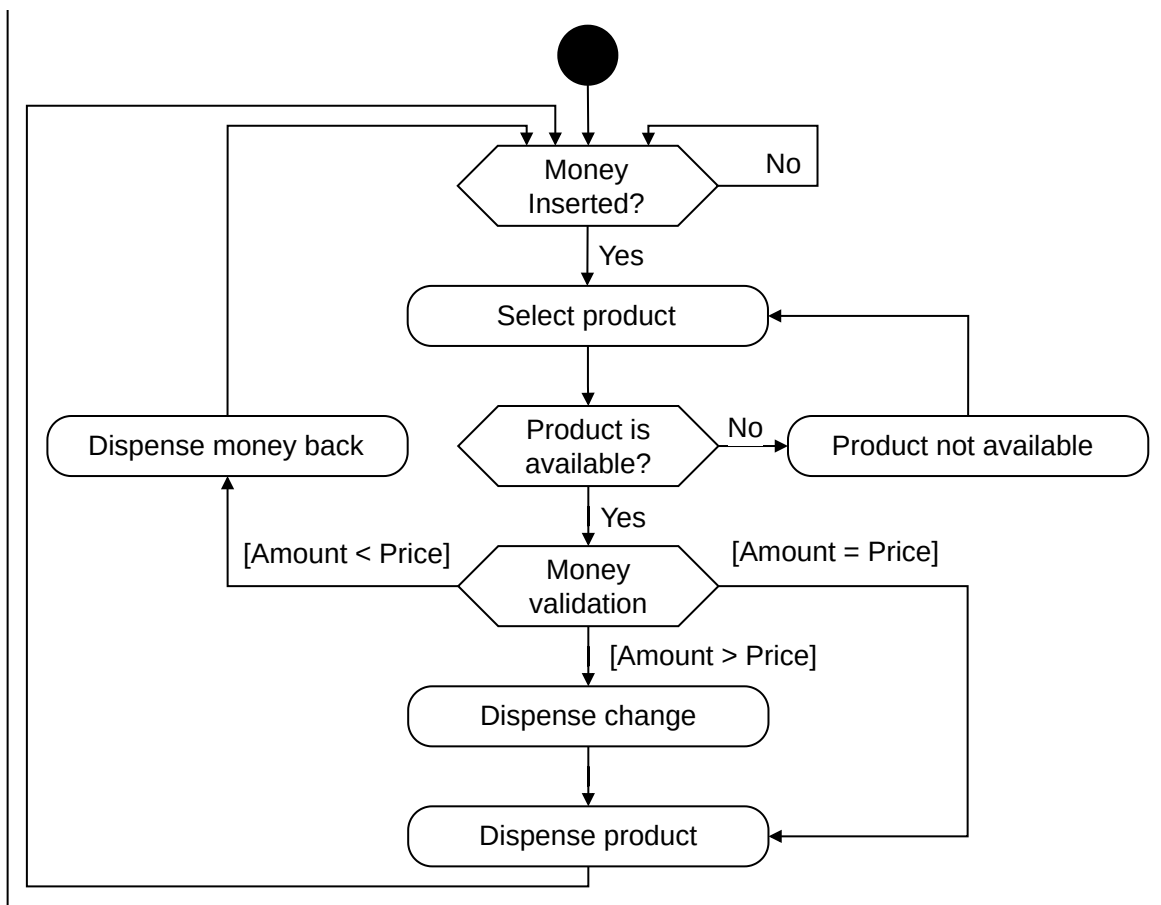 Money
Inserted?
No
Yes
Select product
Dispense money back
Product is
available?
No
Product not available
Yes
[Amount < Price]
Money
validation
[Amount = Price]
[Amount > Price]
Dispense change
Dispense product